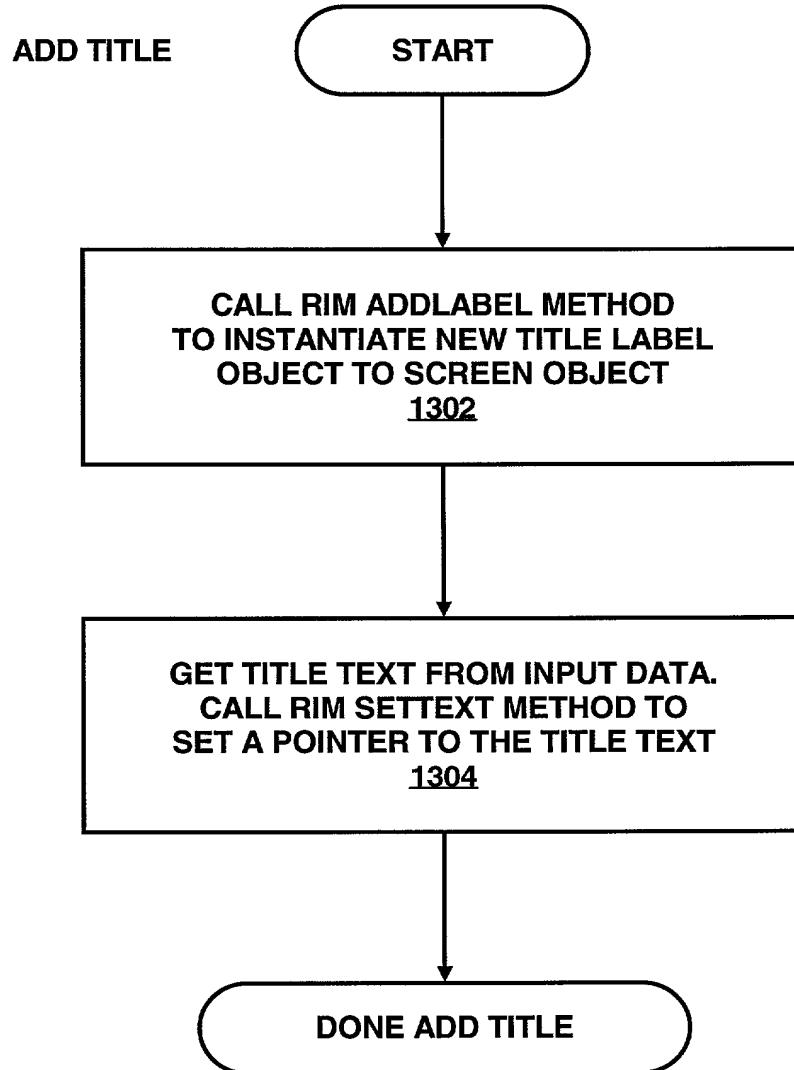 ADD TITLE
START
CALL RIM ADDLABEL METHOD
TO INSTANTIATE NEW TITLE LABEL
OBJECT TO SCREEN OBJECT
1302
GET TITLE TEXT FROM INPUT DATA.
CALL RIM SETTEXT METHOD TO
SET A POINTER TO THE TITLE TEXT
1304
DONE ADD TITLE